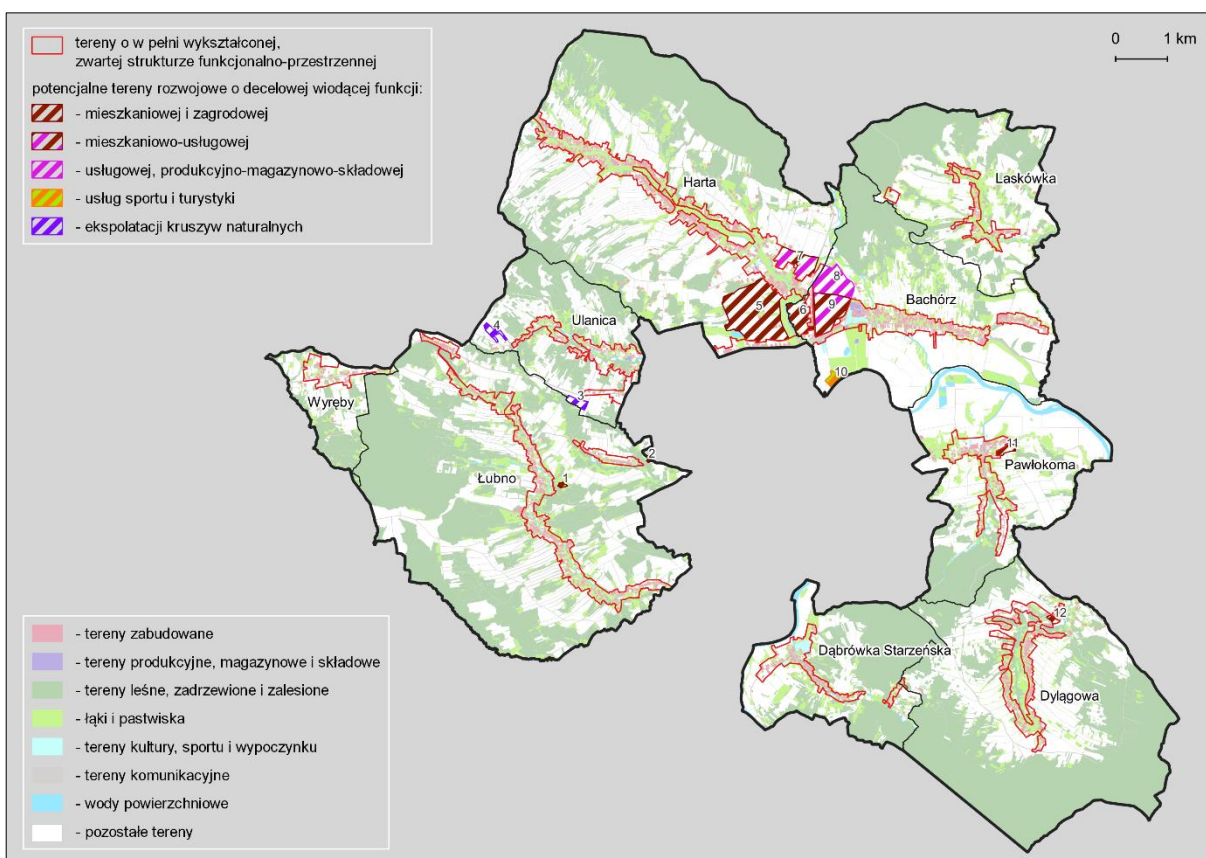 tereny o w pełni wykształconej,
zwartej strukturze funkcjonalno-przestrzennej
potencjalne tereny rozwojowe o decelowej wiodącej funkcji:
- mieszkaniowej i zagrodowej
- mieszkaniowo-usługowej
- usługowej, produkcyjno-magazynowo-składowej
- usług sportu i turystyki
- ekspolatacji kruszyw naturalnych
0 1 km
Harta
Laskówka
7
8
Bachórz
5
6
9
4
Ulanica
10
Wyręby
3
11
Pawłokoma
2
Łubno
1
12
Dąbrówka Starzeńska
Dylągowa
- tereny zabudowane
- tereny produkcyjne, magazynowe i składowe
- tereny leśne, zadrzewione i zalesione
- łąki i pastwiska
- tereny kultury, sportu i wypoczynku
- tereny komunikacyjne
- wody powierzchniowe
- pozostałe tereny